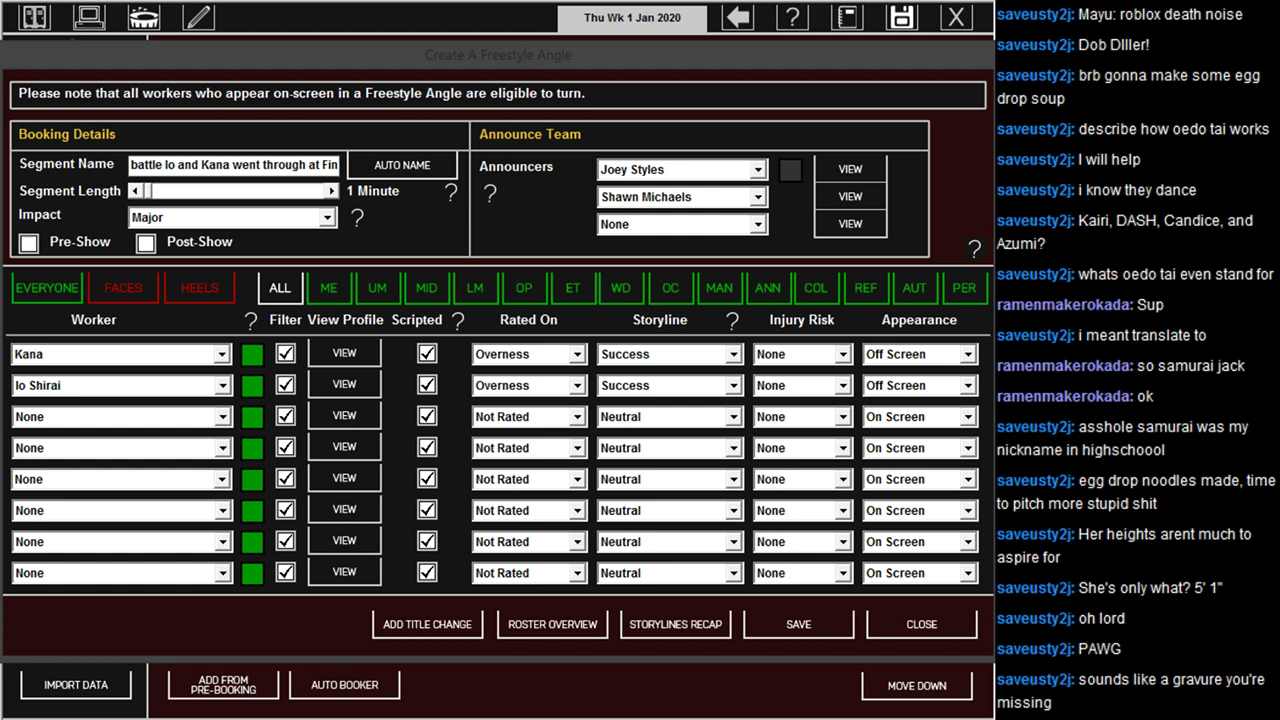 Thu Wk 1 Jan 2020
Create A Freestyle Angle
Please note that all workers who appear on-screen in a Freestyle Angle are eligible to turn.
Booking Details
Announce Team
Segment Name battle Io and Kana went through at Fin AUTO NAME
Segment Length 1 Minute ?
Impact Major ?
Pre-Show Post-Show
Announcers Joey Styles VIEW
? Shawn Michaels VIEW
None VIEW
?
EVERYONE FACES HEELS ALL ME UM MID LM OP ET WD OC MAN ANN COL REF AUT PER
Worker ? Filter View Profile Scripted ? Rated On Storyline ? Injury Risk Appearance
Kana VIEW Overness Success None Off Screen
Io Shirai VIEW Overness Success None Off Screen
None VIEW Not Rated Neutral None On Screen
None VIEW Not Rated Neutral None On Screen
None VIEW Not Rated Neutral None On Screen
None VIEW Not Rated Neutral None On Screen
None VIEW Not Rated Neutral None On Screen
None VIEW Not Rated Neutral None On Screen
ADD TITLE CHANGE ROSTER OVERVIEW STORYLINES RECAP SAVE CLOSE
IMPORT DATA ADD FROM PRE-BOOKING AUTO BOOKER MOVE DOWN
saveusty2j: Mayu: roblox death noise
saveusty2j: Dob DIller!
saveusty2j: brb gonna make some egg
drop soup
saveusty2j: describe how oedo tai works
saveusty2j: I will help
saveusty2j: i know they dance
saveusty2j: Kairi, DASH, Candice, and
Azumi?
saveusty2j: whats oedo tai even stand for
ramenmakerokada: Sup
saveusty2j: i meant translate to
ramenmakerokada: so samurai jack
ramenmakerokada: ok
saveusty2j: asshole samurai was my
nickname in highschoool
saveusty2j: egg drop noodles made, time
to pitch more stupid shit
saveusty2j: Her heights arent much to
aspire for
saveusty2j: She's only what? 5' 1"
saveusty2j: oh lord
saveusty2j: PAWG
saveusty2j: sounds like a gravure you're
missing